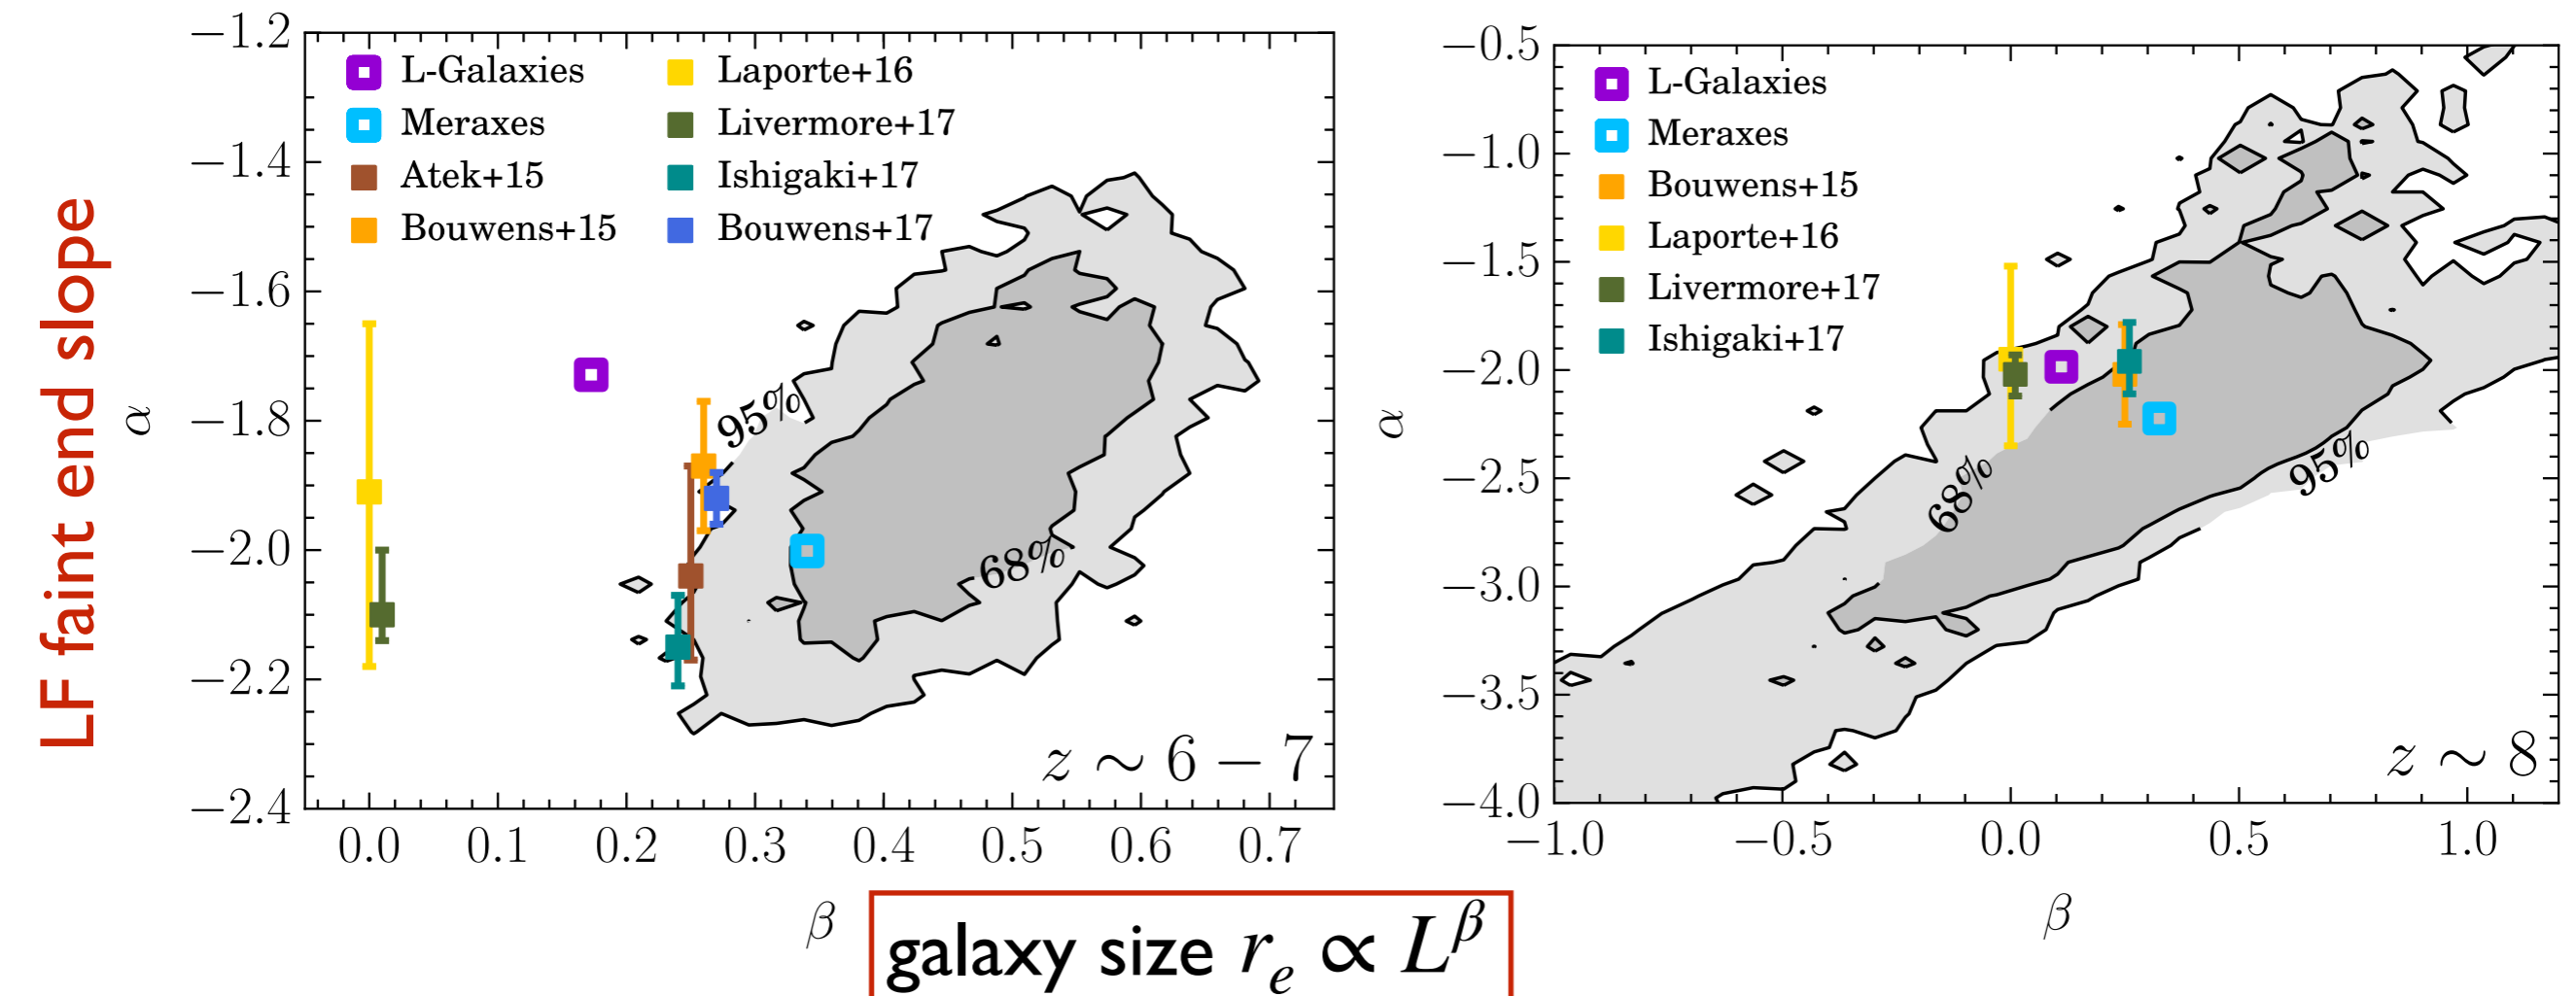 LF faint end slope
α
−1.2
−1.4
−1.6
−1.8
−2.0
−2.2
−2.4
L-Galaxies
Meraxes
Atek+15
Bouwens+15
Laporte+16
Livermore+17
Ishigaki+17
Bouwens+17
95%
68%
z ∼ 6 − 7
0.0 0.1 0.2 0.3 0.4 0.5 0.6 0.7
β
α
−0.5
−1.0
−1.5
−2.0
−2.5
−3.0
−3.5
−4.0
L-Galaxies
Meraxes
Bouwens+15
Laporte+16
Livermore+17
Ishigaki+17
68%
95%
z ∼ 8
−1.0 −0.5 0.0 0.5 1.0
β
galaxy size r_e ∝ L^β